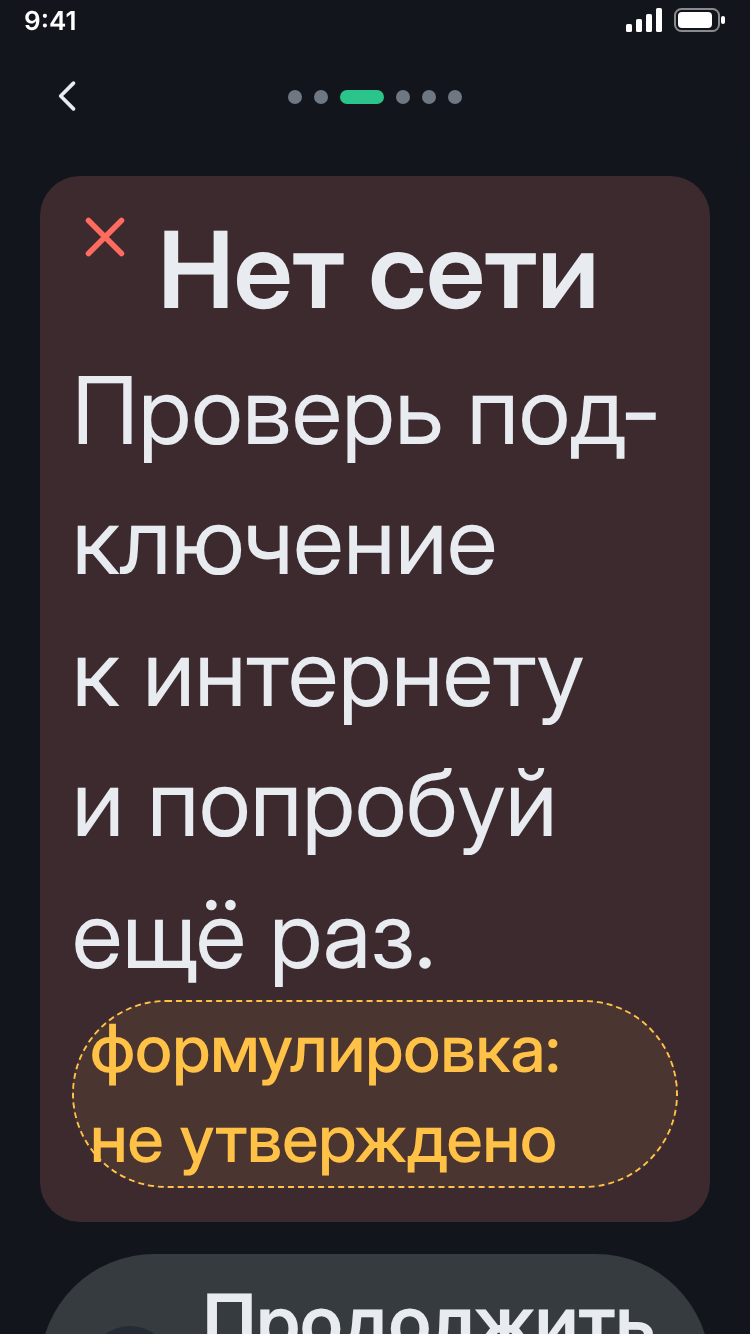 9:41
Нет сети
Проверь под-
ключение
к интернету
и попробуй
ещё раз.
формулировка:
не утверждено
Продолжить